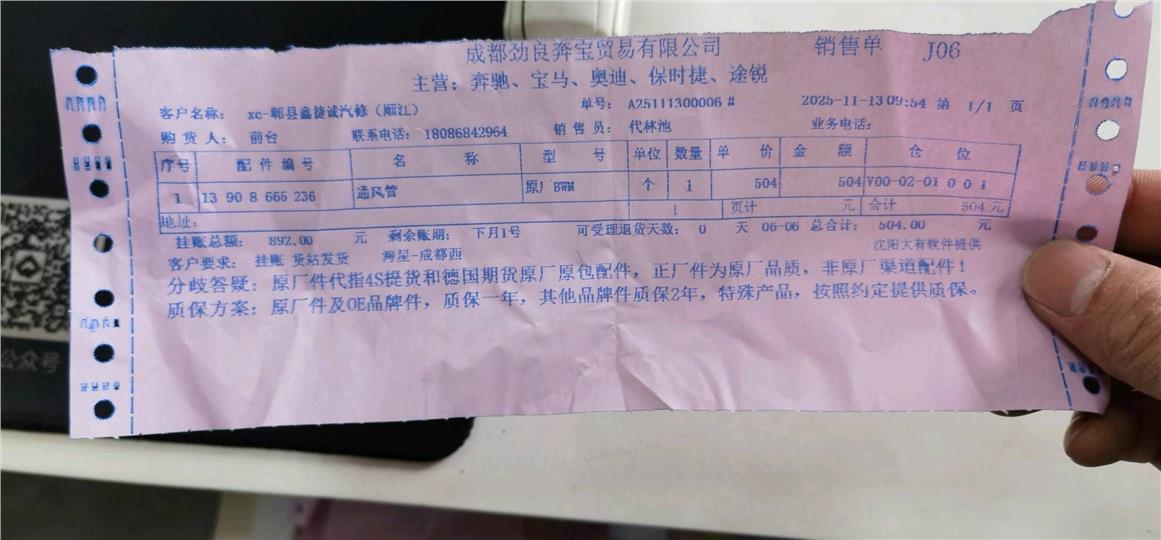 成都劲良奔宝贸易有限公司 销售单 J06
主营：奔驰、宝马、奥迪、保时捷、途锐
客户名称： xc-郫县鑫捷诚汽修（顺江） 单号： A25111300006 # 2025-11-13 09:54 第 1/1 页
购货人： 前台 联系电话： 18086842964 销售员： 代林池 业务电话：
序号 配件编号 名称 型号 单位 数量 单价 金额 仓位
1 13 90 8 665 236 通风管 原厂BWM 个 1 504 504 V00-02-01 0 0 1
地址： 1 页计 元 合计 504 元
挂账总额： 892.00 元 剩余账期： 下月1号 可受理退货天数： 0 天 06-06 总合计： 504.00 元
客户要求： 挂账 货站发货 -成都西 沈阳大有软件提供
分歧答疑：原厂件代指4S提货和德国期货原厂原包配件，正厂件为原厂品质，非原厂渠道配件！
质保方案：原厂件及OE品牌件，质保一年，其他品牌件质保2年，特殊产品，按照约定提供质保。
公众号